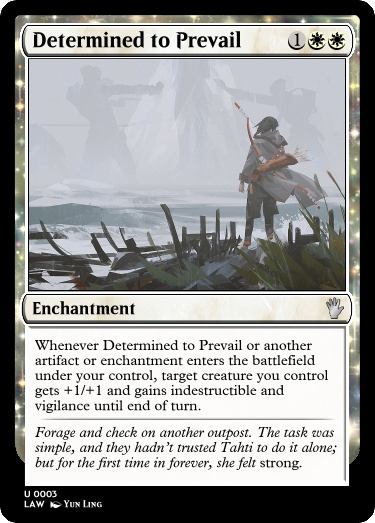 Determined to Prevail 1
Enchantment
Whenever Determined to Prevail or another
artifact or enchantment enters the battlefield
under your control, target creature you control
gets +1/+1 and gains indestructible and
vigilance until end of turn.
Forage and check on another outpost. The task was
simple, and they hadn't trusted Tahti to do it alone;
but for the first time in forever, she felt strong.
U 0003
LAW Yun Ling